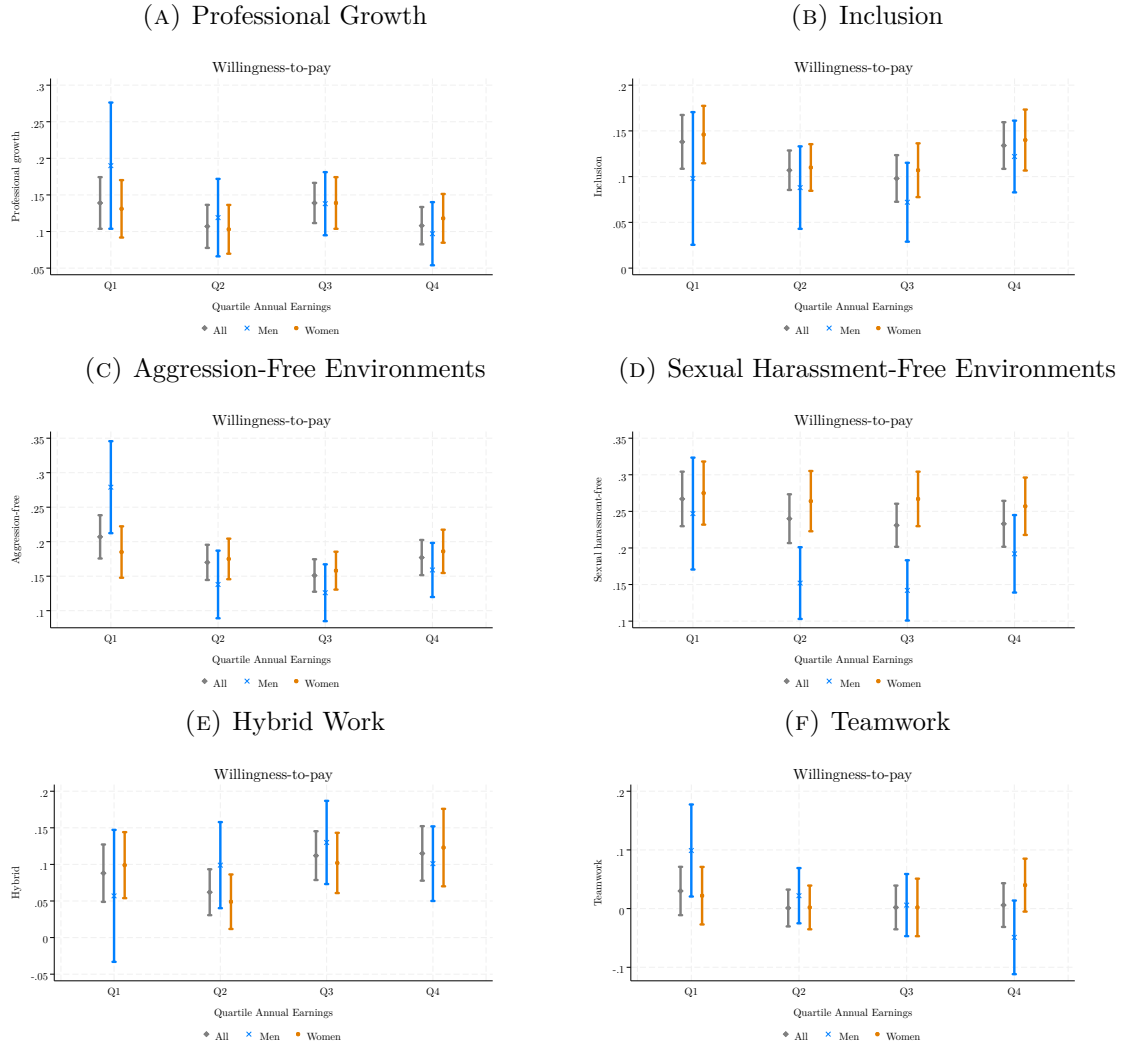 (A) Professional Growth
Willingness-to-pay
Professional growth
.3
.25
.2
.15
.1
.05
Q1 Q2 Q3 Q4
Quartile Annual Earnings
All Men Women
(B) Inclusion
Willingness-to-pay
Inclusion
.2
.15
.1
.05
0
Q1 Q2 Q3 Q4
Quartile Annual Earnings
All Men Women
(C) Aggression-Free Environments
Willingness-to-pay
Aggression-free
.35
.3
.25
.2
.15
.1
Q1 Q2 Q3 Q4
Quartile Annual Earnings
All Men Women
(D) Sexual Harassment-Free Environments
Willingness-to-pay
Sexual harassment-free
.35
.3
.25
.2
.15
.1
Q1 Q2 Q3 Q4
Quartile Annual Earnings
All Men Women
(E) Hybrid Work
Willingness-to-pay
Hybrid
.2
.15
.1
.05
0
-.05
Q1 Q2 Q3 Q4
Quartile Annual Earnings
All Men Women
(F) Teamwork
Willingness-to-pay
Teamwork
.2
.1
0
-.1
Q1 Q2 Q3 Q4
Quartile Annual Earnings
All Men Women